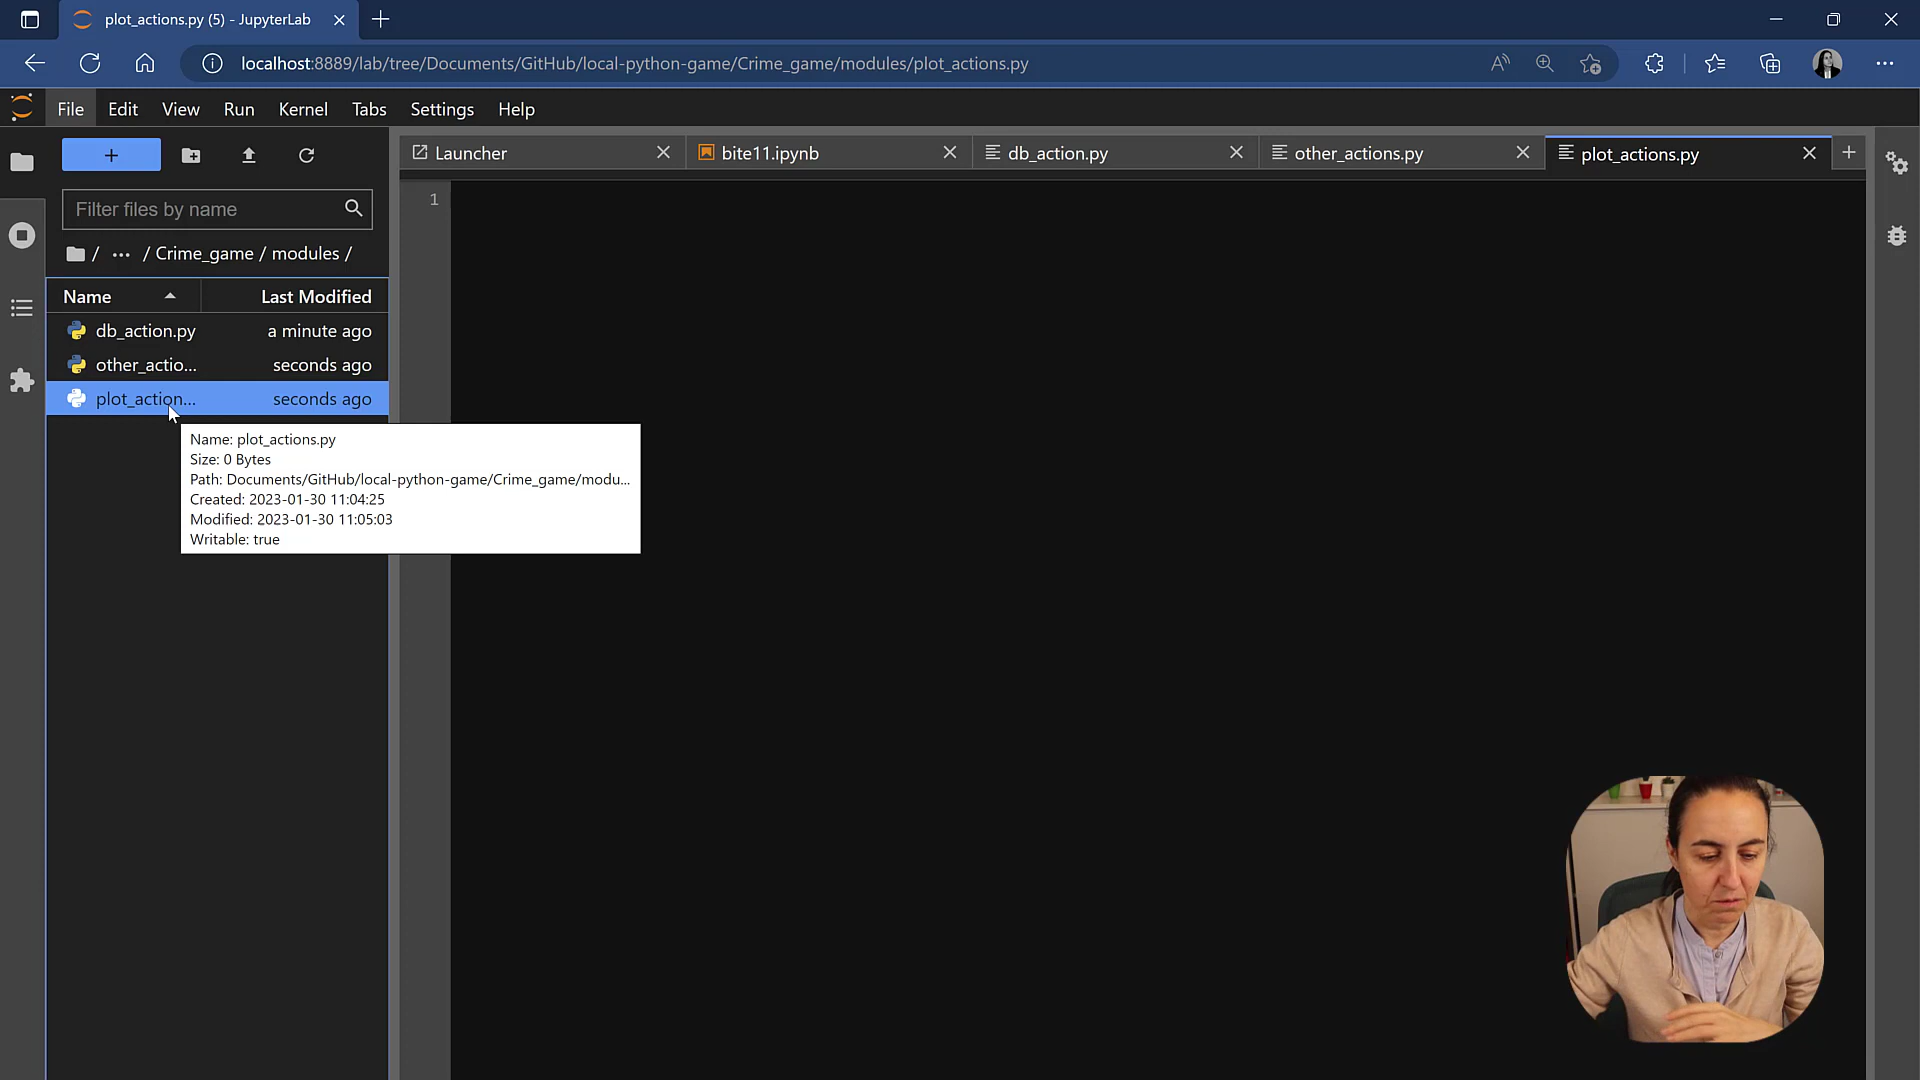 plot_actions.py (5) - JupyterLab
localhost:8889/lab/tree/Documents/GitHub/local-python-game/Crime_game/modules/plot_actions.py
File Edit View Run Kernel Tabs Settings Help
Launcher bite11.ipynb db_action.py other_actions.py plot_actions.py
Filter files by name
/ ... / Crime_game / modules /
Name Last Modified
db_action.py a minute ago
other_actio... seconds ago
plot_action... seconds ago
1
Name: plot_actions.py
Size: 0 Bytes
Path: Documents/GitHub/local-python-game/Crime_game/modu...
Created: 2023-01-30 11:04:25
Modified: 2023-01-30 11:05:03
Writable: true